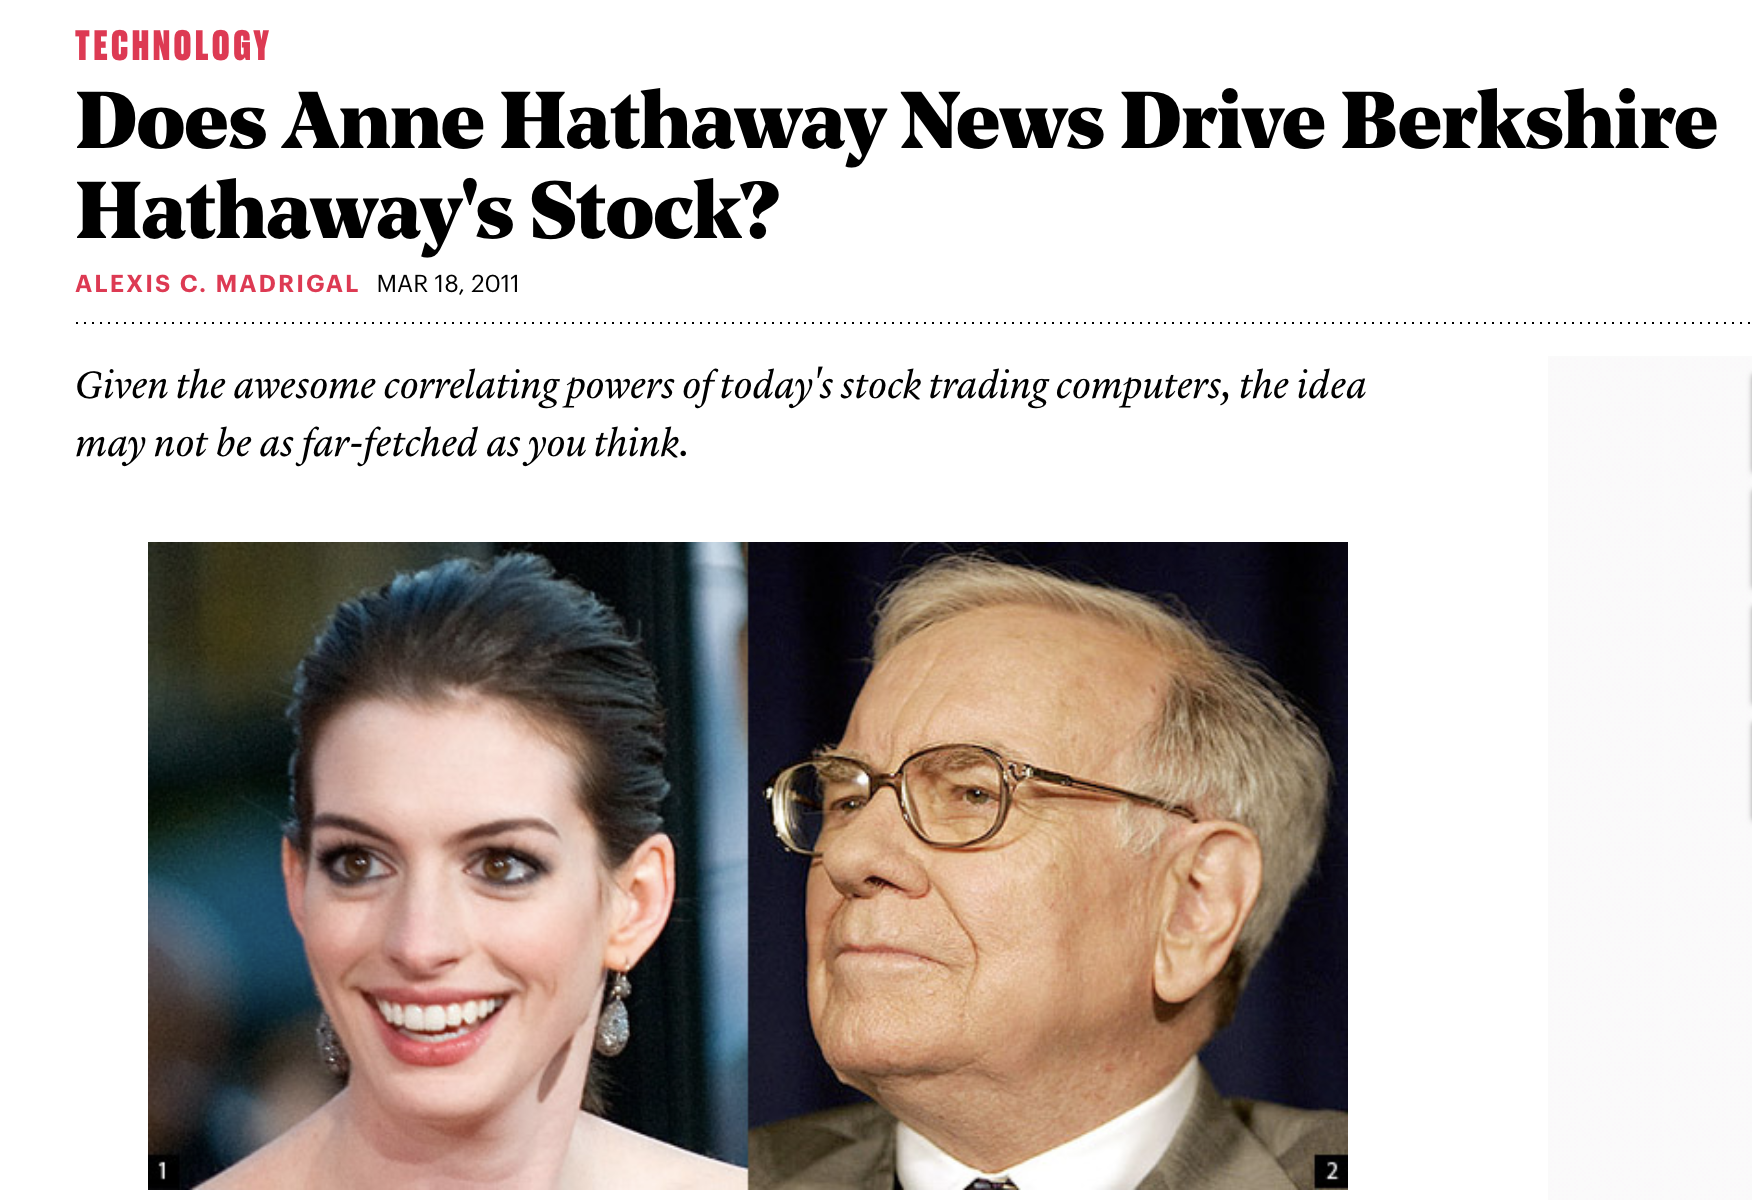 TECHNOLOGY
Does Anne Hathaway News Drive Berkshire
Hathaway's Stock?
ALEXIS C. MADRIGAL MAR 18, 2011
Given the awesome correlating powers of today's stock trading computers, the idea
may not be as far-fetched as you think.
1
2